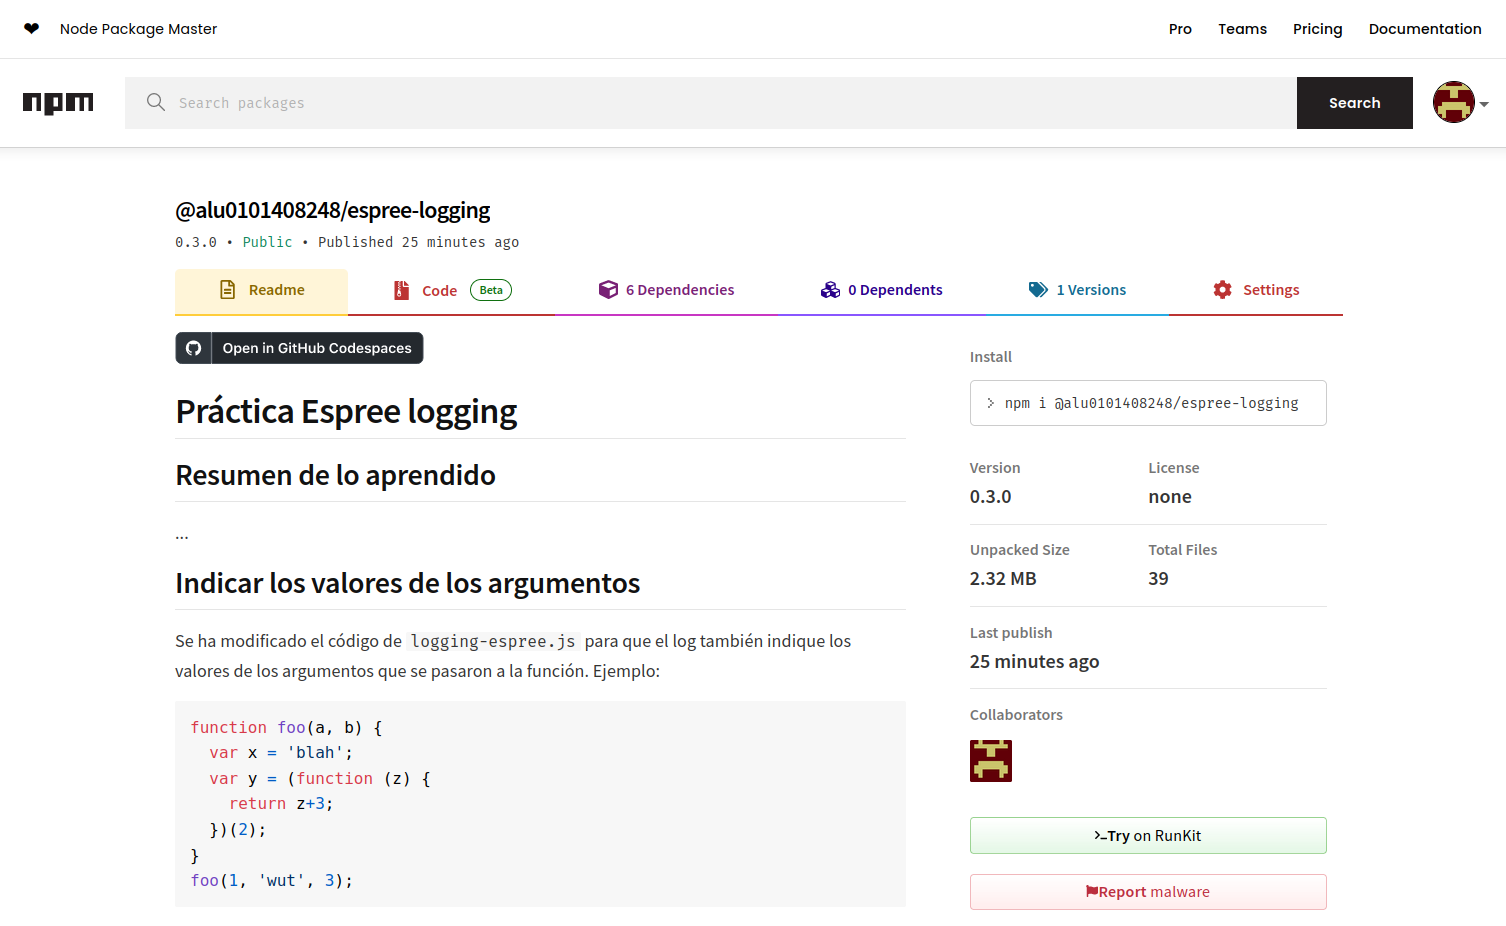 ❤ Node Package Master
Pro Teams Pricing Documentation
npm
Search packages
Search
@alu0101408248/espree-logging
0.3.0 • Public • Published 25 minutes ago
Readme
Code Beta
6 Dependencies
0 Dependents
1 Versions
Settings
Open in GitHub Codespaces
Práctica Espree logging
Resumen de lo aprendido
...
Indicar los valores de los argumentos
Se ha modificado el código de logging-espree.js para que el log también indique los
valores de los argumentos que se pasaron a la función. Ejemplo:
function foo(a, b) {
  var x = 'blah';
  var y = (function (z) {
    return z+3;
  })(2);
}
foo(1, 'wut', 3);
Install
> npm i @alu0101408248/espree-logging
Version
0.3.0
License
none
Unpacked Size
2.32 MB
Total Files
39
Last publish
25 minutes ago
Collaborators
>_Try on RunKit
Report malware